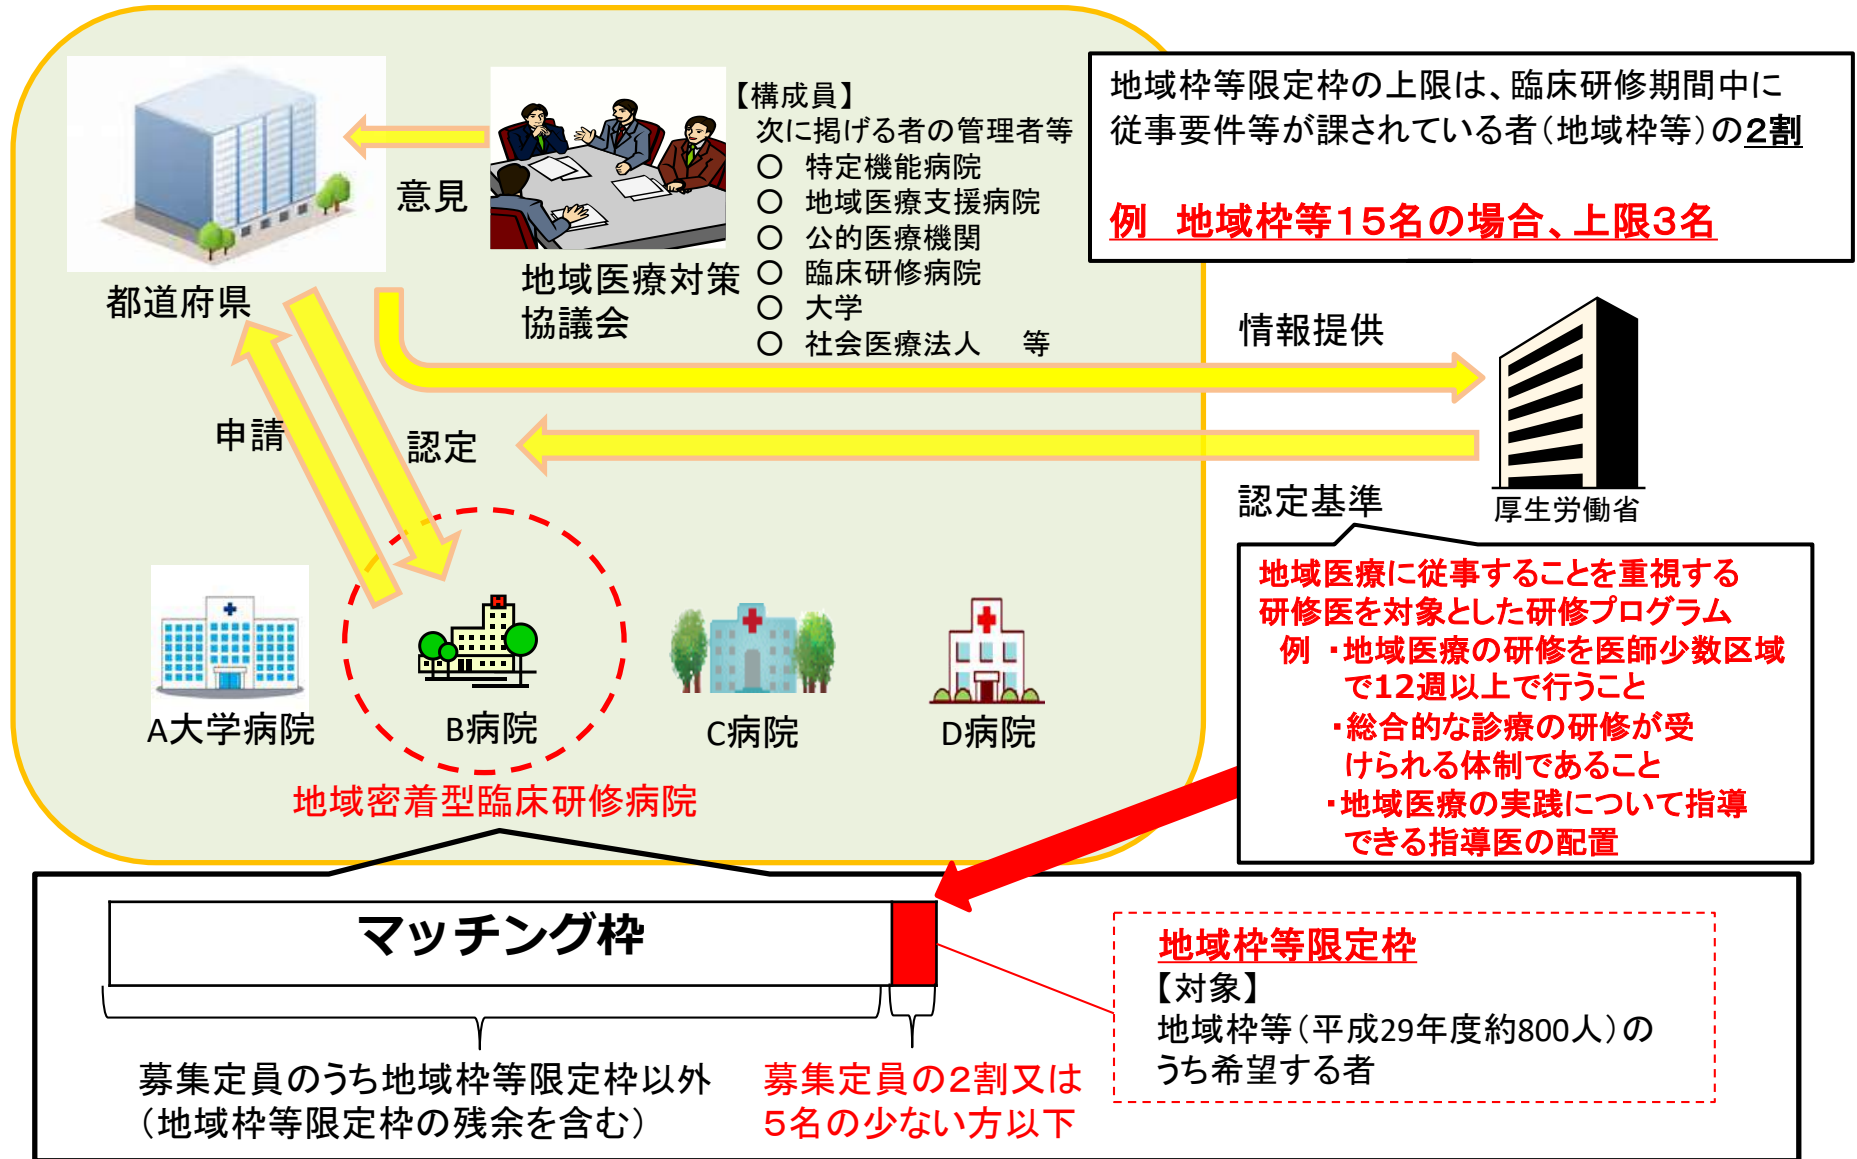 【構成員】
次に掲げる者の管理者等
○ 特定機能病院
○ 地域医療支援病院
○ 公的医療機関
○ 臨床研修病院
○ 大学
○ 社会医療法人 等
意見
都道府県
地域医療対策
協議会
地域枠等限定枠の上限は、臨床研修期間中に
従事要件等が課されている者(地域枠等)の2割
例 地域枠等15名の場合、上限3名
情報提供
申請
認定
認定基準
厚生労働省
地域医療に従事することを重視する
研修医を対象とした研修プログラム
例 ・地域医療の研修を医師少数区域
で12週以上で行うこと
・総合的な診療の研修が受
けられる体制であること
・地域医療の実践について指導
できる指導医の配置
H
A大学病院
B病院
C病院
D病院
地域密着型臨床研修病院
マッチング枠
募集定員のうち地域枠等限定枠以外
(地域枠等限定枠の残余を含む)
募集定員の2割又は
5名の少ない方以下
地域枠等限定枠
【対象】
地域枠等(平成29年度約800人)の
うち希望する者